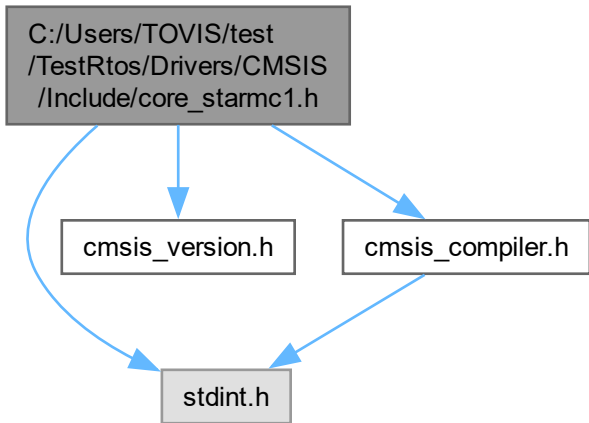 C:/Users/TOVIS/test
/TestRtos/Drivers/CMSIS
/Include/core_starmc1.h
cmsis_version.h
cmsis_compiler.h
stdint.h